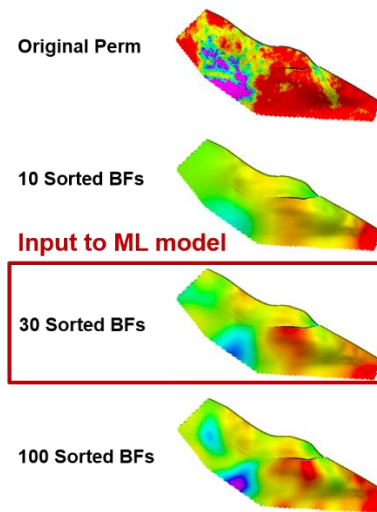 Original Perm
10 Sorted BFs
Input to ML model
30 Sorted BFs
100 Sorted BFs